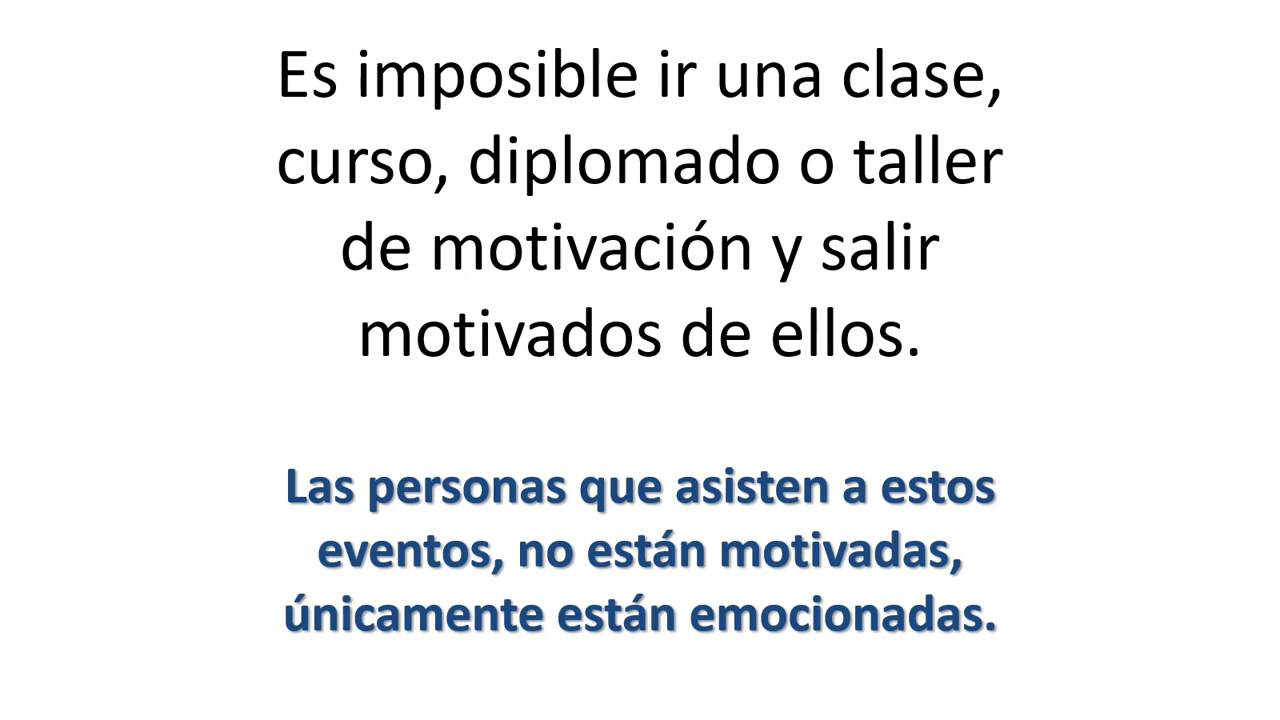 Es imposible ir una clase,
curso, diplomado o taller
de motivación y salir
motivados de ellos.
Las personas que asisten a estos
eventos, no están motivadas,
únicamente están emocionadas.